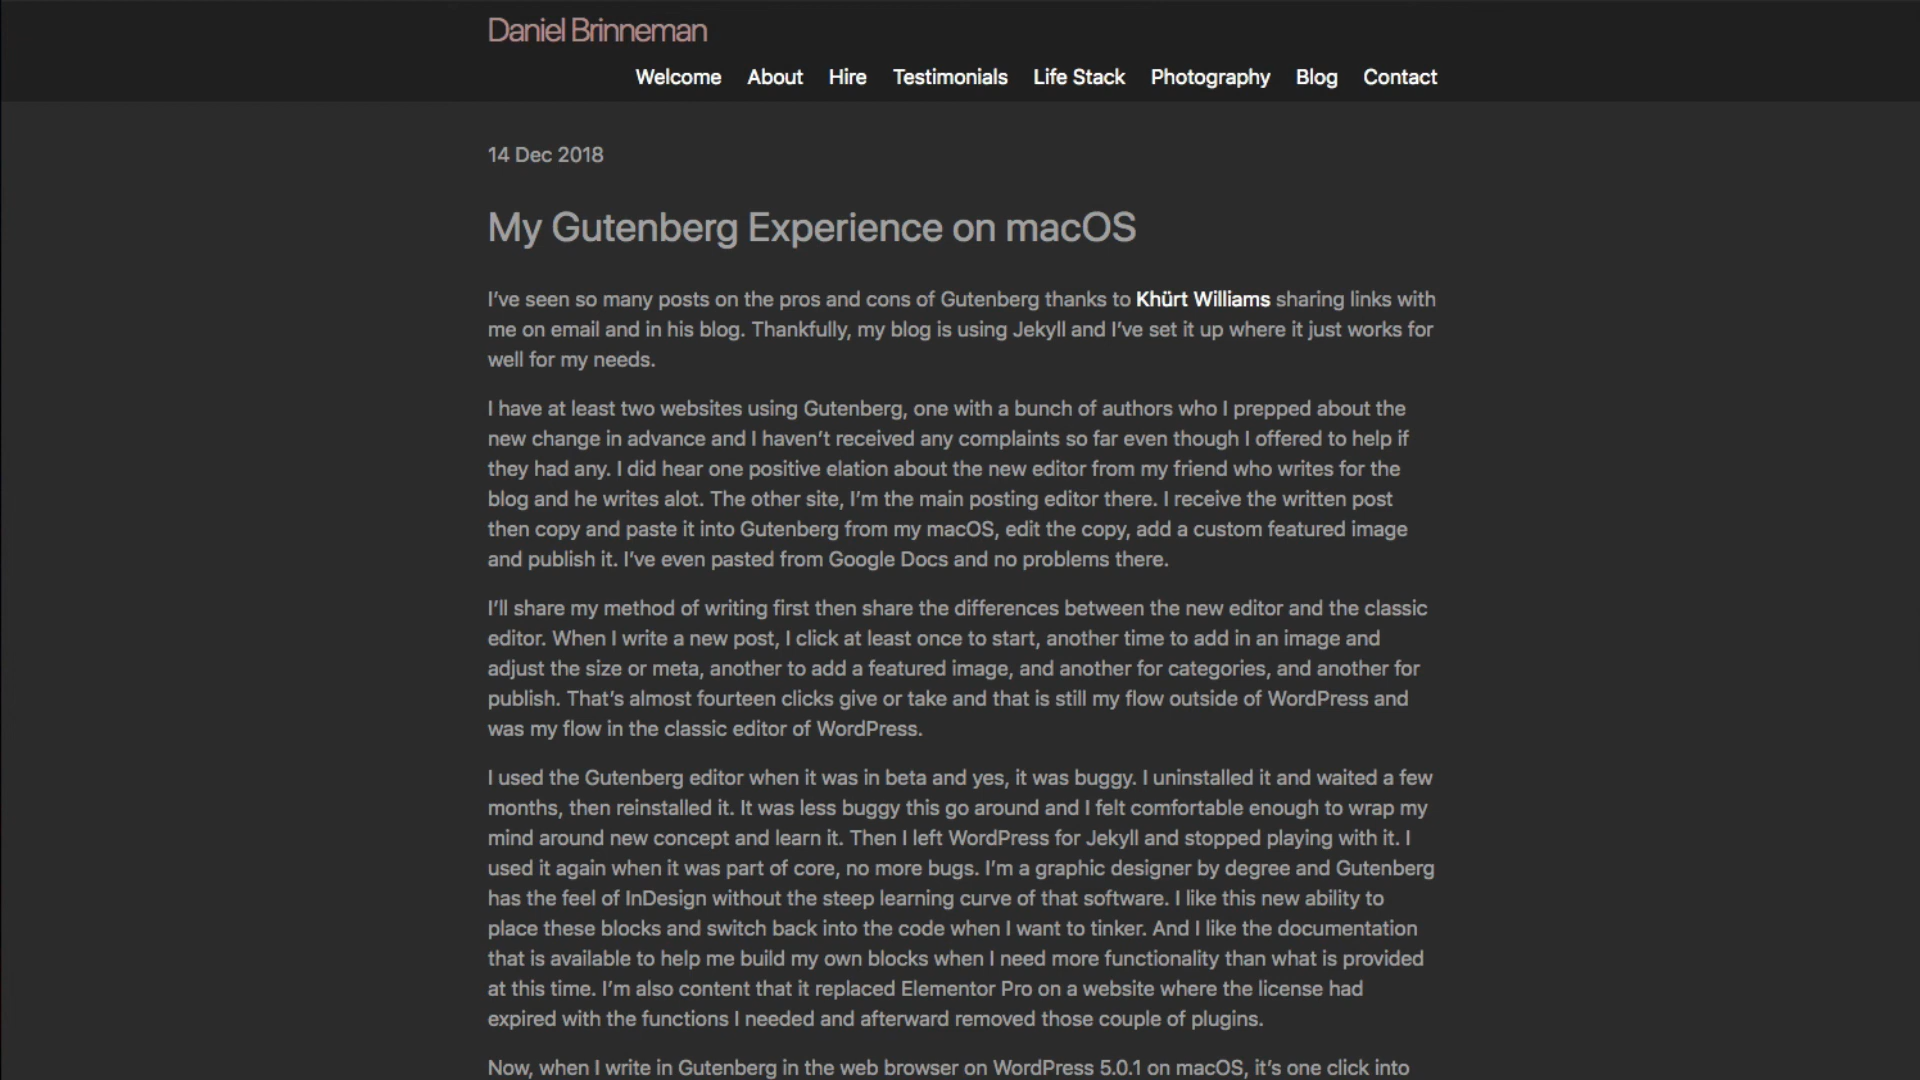 Daniel Brinneman
Welcome About Hire Testimonials Life Stack Photography Blog Contact
14 Dec 2018
My Gutenberg Experience on macOS
I've seen so many posts on the pros and cons of Gutenberg thanks to Khürt Williams sharing links with
me on email and in his blog. Thankfully, my blog is using Jekyll and I've set it up where it just works for
well for my needs.
I have at least two websites using Gutenberg, one with a bunch of authors who I prepped about the
new change in advance and I haven't received any complaints so far even though I offered to help if
they had any. I did hear one positive elation about the new editor from my friend who writes for the
blog and he writes alot. The other site, I'm the main posting editor there. I receive the written post
then copy and paste it into Gutenberg from my macOS, edit the copy, add a custom featured image
and publish it. I've even pasted from Google Docs and no problems there.
I'll share my method of writing first then share the differences between the new editor and the classic
editor. When I write a new post, I click at least once to start, another time to add in an image and
adjust the size or meta, another to add a featured image, and another for categories, and another for
publish. That's almost fourteen clicks give or take and that is still my flow outside of WordPress and
was my flow in the classic editor of WordPress.
I used the Gutenberg editor when it was in beta and yes, it was buggy. I uninstalled it and waited a few
months, then reinstalled it. It was less buggy this go around and I felt comfortable enough to wrap my
mind around new concept and learn it. Then I left WordPress for Jekyll and stopped playing with it. I
used it again when it was part of core, no more bugs. I'm a graphic designer by degree and Gutenberg
has the feel of InDesign without the steep learning curve of that software. I like this new ability to
place these blocks and switch back into the code when I want to tinker. And I like the documentation
that is available to help me build my own blocks when I need more functionality than what is provided
at this time. I'm also content that it replaced Elementor Pro on a website where the license had
expired with the functions I needed and afterward removed those couple of plugins.
Now, when I write in Gutenberg in the web browser on WordPress 5.0.1 on macOS, it's one click into